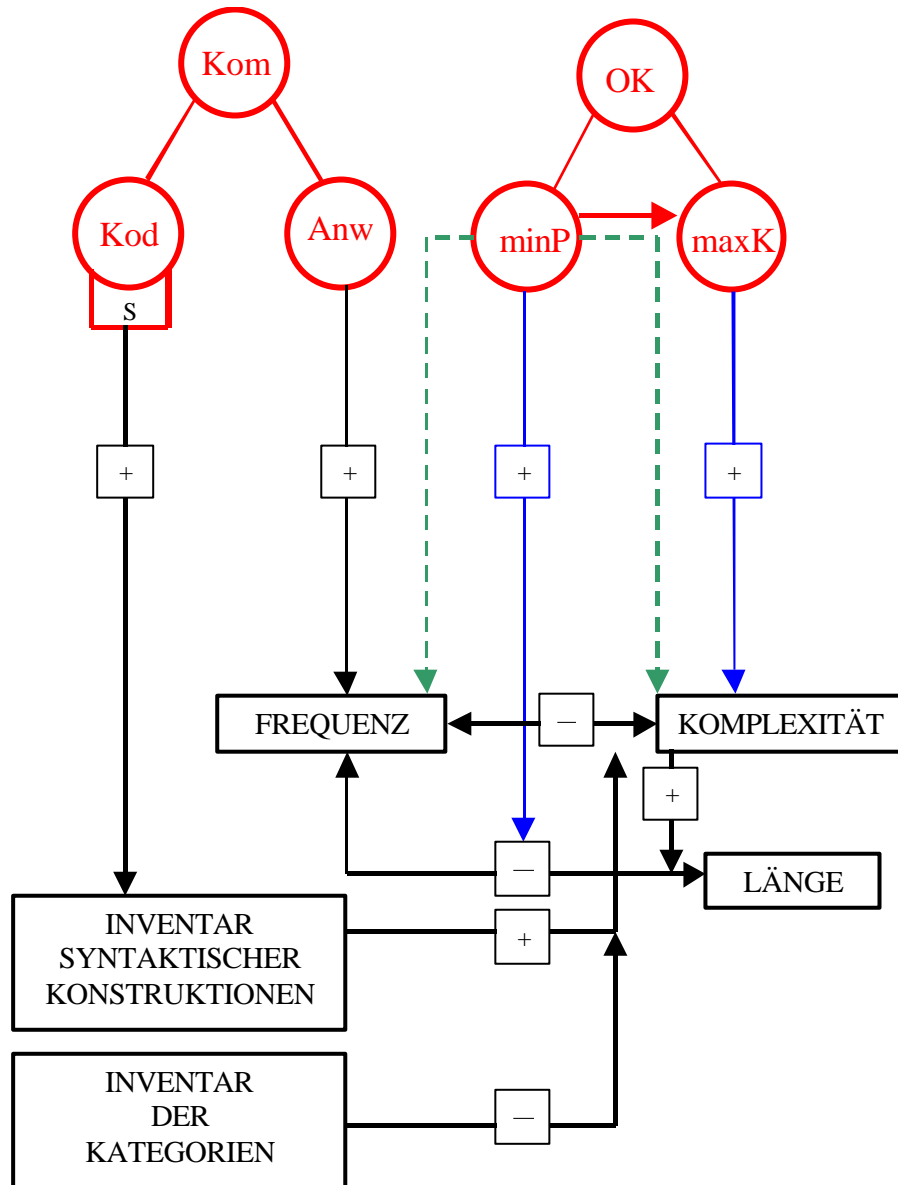 Kom
OK
Kod
Anw
minP
maxK
s
+
+
+
+
FREQUENZ
—
KOMPLEXITÄT
+
—
LÄNGE
INVENTAR
SYNTAKTISCHER
KONSTRUKTIONEN
+
INVENTAR
DER
KATEGORIEN
—